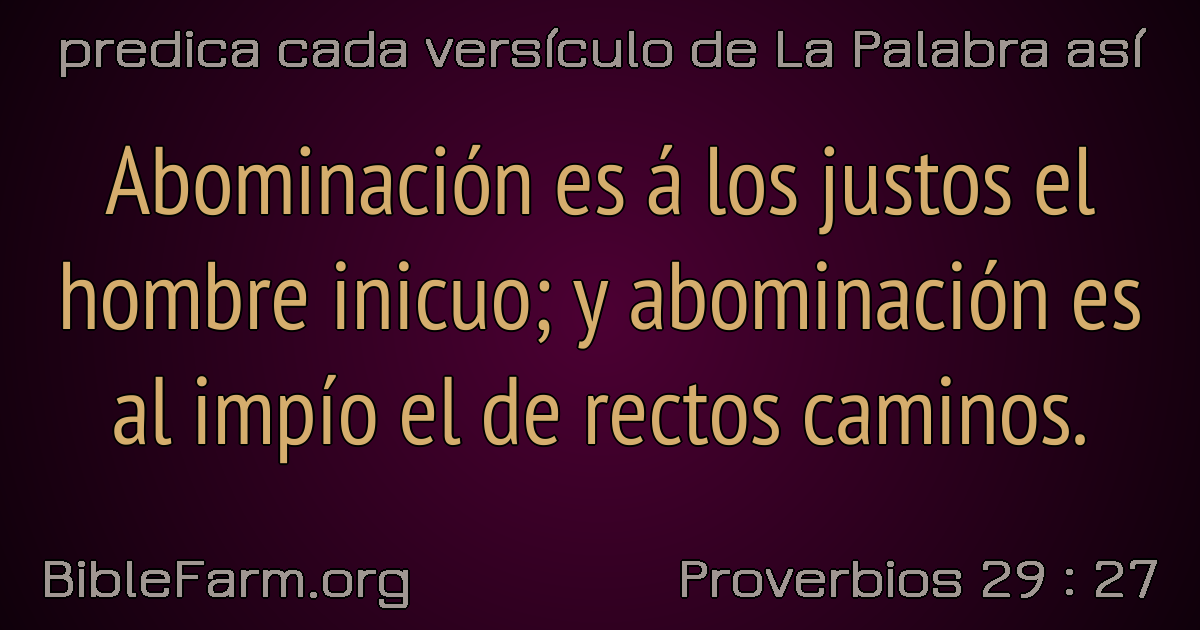 predica cada versículo de La Palabra así
Abominación es á los justos el
hombre inicuo; y abominación es
al impío el de rectos caminos.
BibleFarm.org
Proverbios 29 : 27